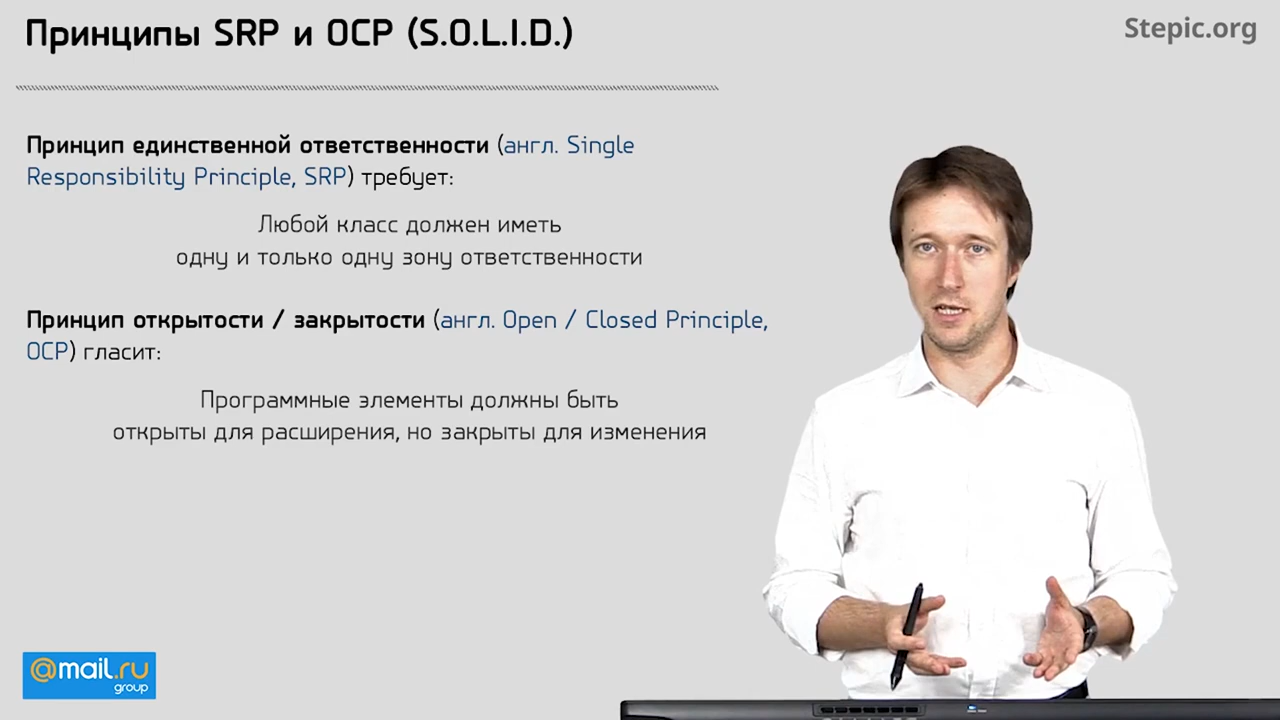 Принципы SRP и OCP (S.O.L.I.D.)
Stepic.org
Принцип единственной ответственности (англ. Single
Responsibility Principle, SRP) требует:
Любой класс должен иметь
одну и только одну зону ответственности
Принцип открытости / закрытости (англ. Open / Closed Principle,
OCP) гласит:
Программные элементы должны быть
открыты для расширения, но закрыты для изменения
@mail.ru
group